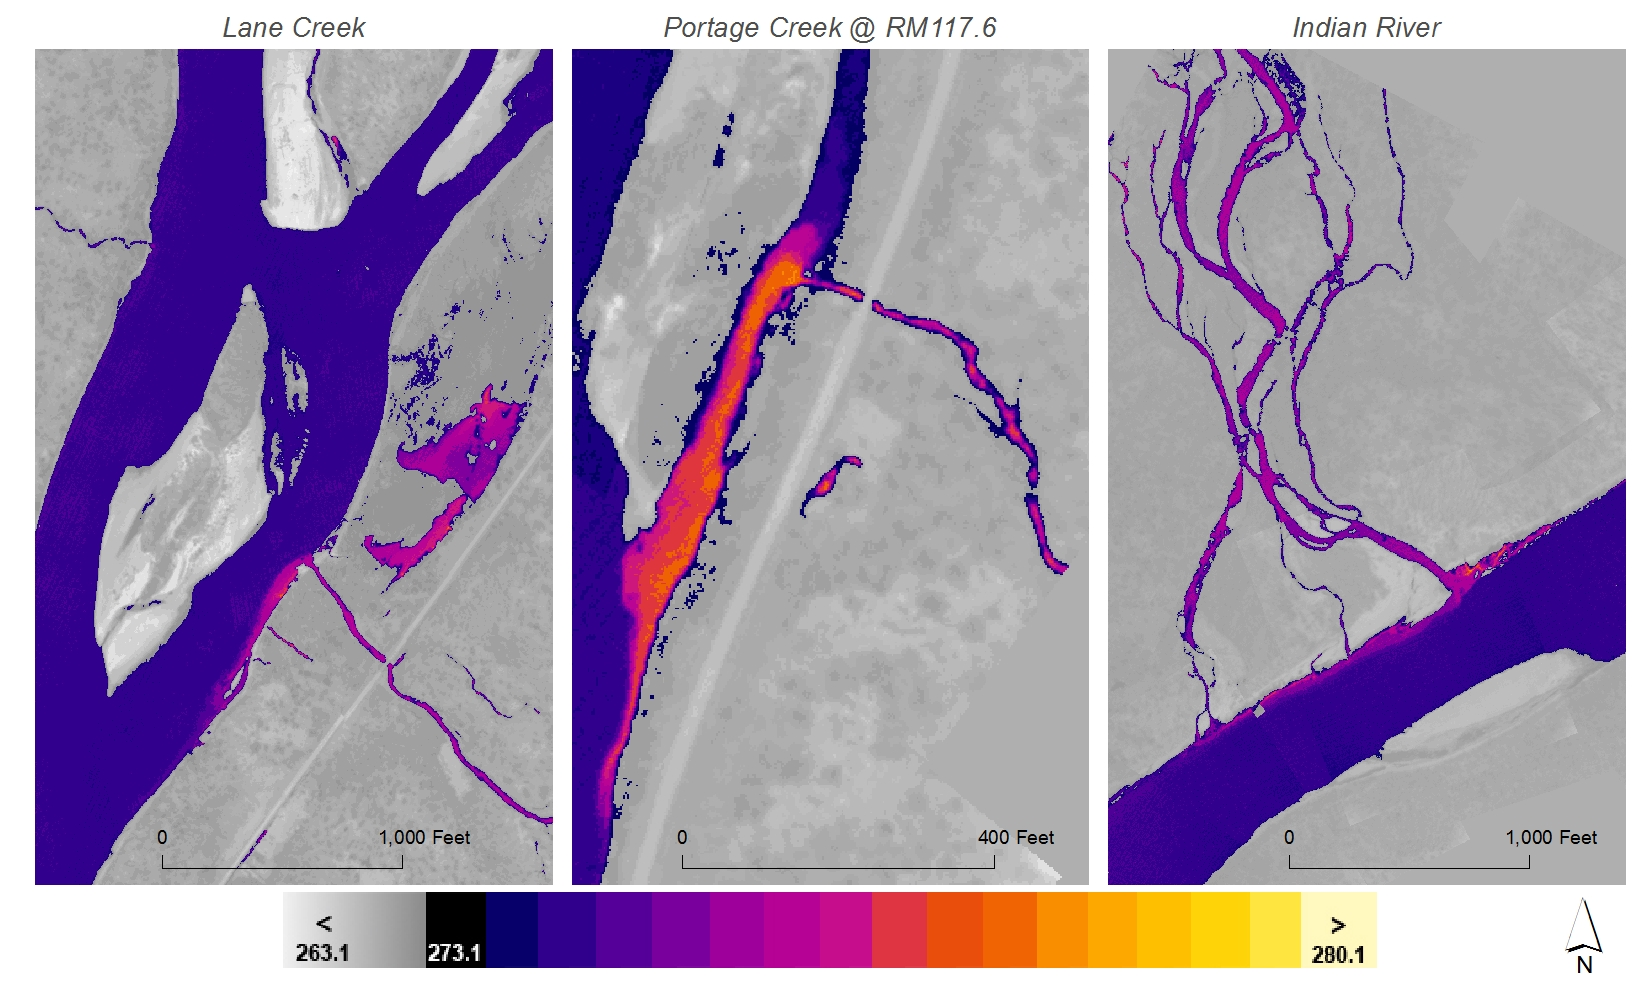 Lane Creek
Portage Creek @ RM117.6
Indian River
0 1,000 Feet
0 400 Feet
0 1,000 Feet
< 263.1
273.1
> 280.1
N